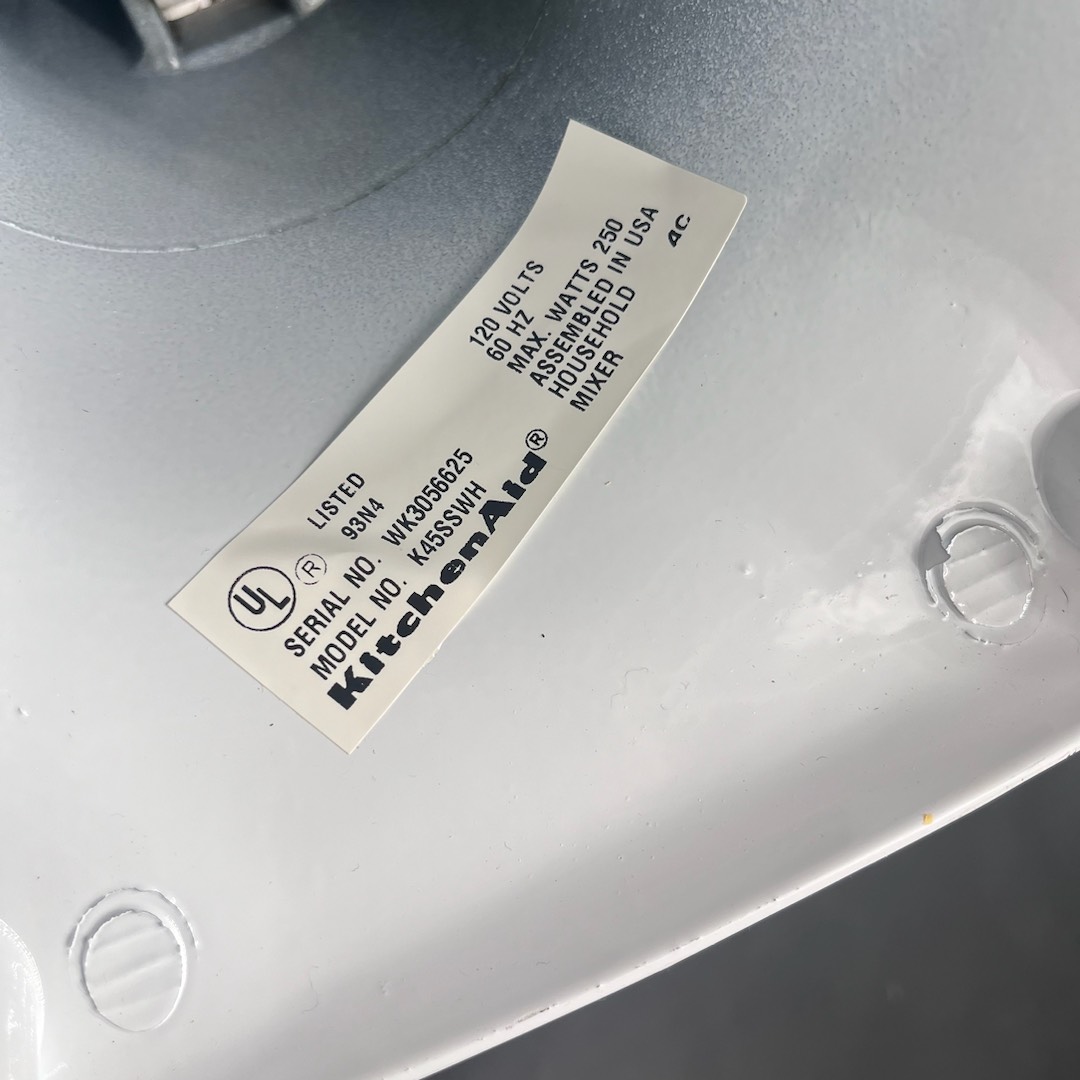 UL ® LISTED
93N4
SERIAL NO. WK3056625
MODEL NO. K45SSWH
KitchenAid®
120 VOLTS
60 HZ
MAX. WATTS 250
ASSEMBLED IN USA
HOUSEHOLD
MIXER
4C